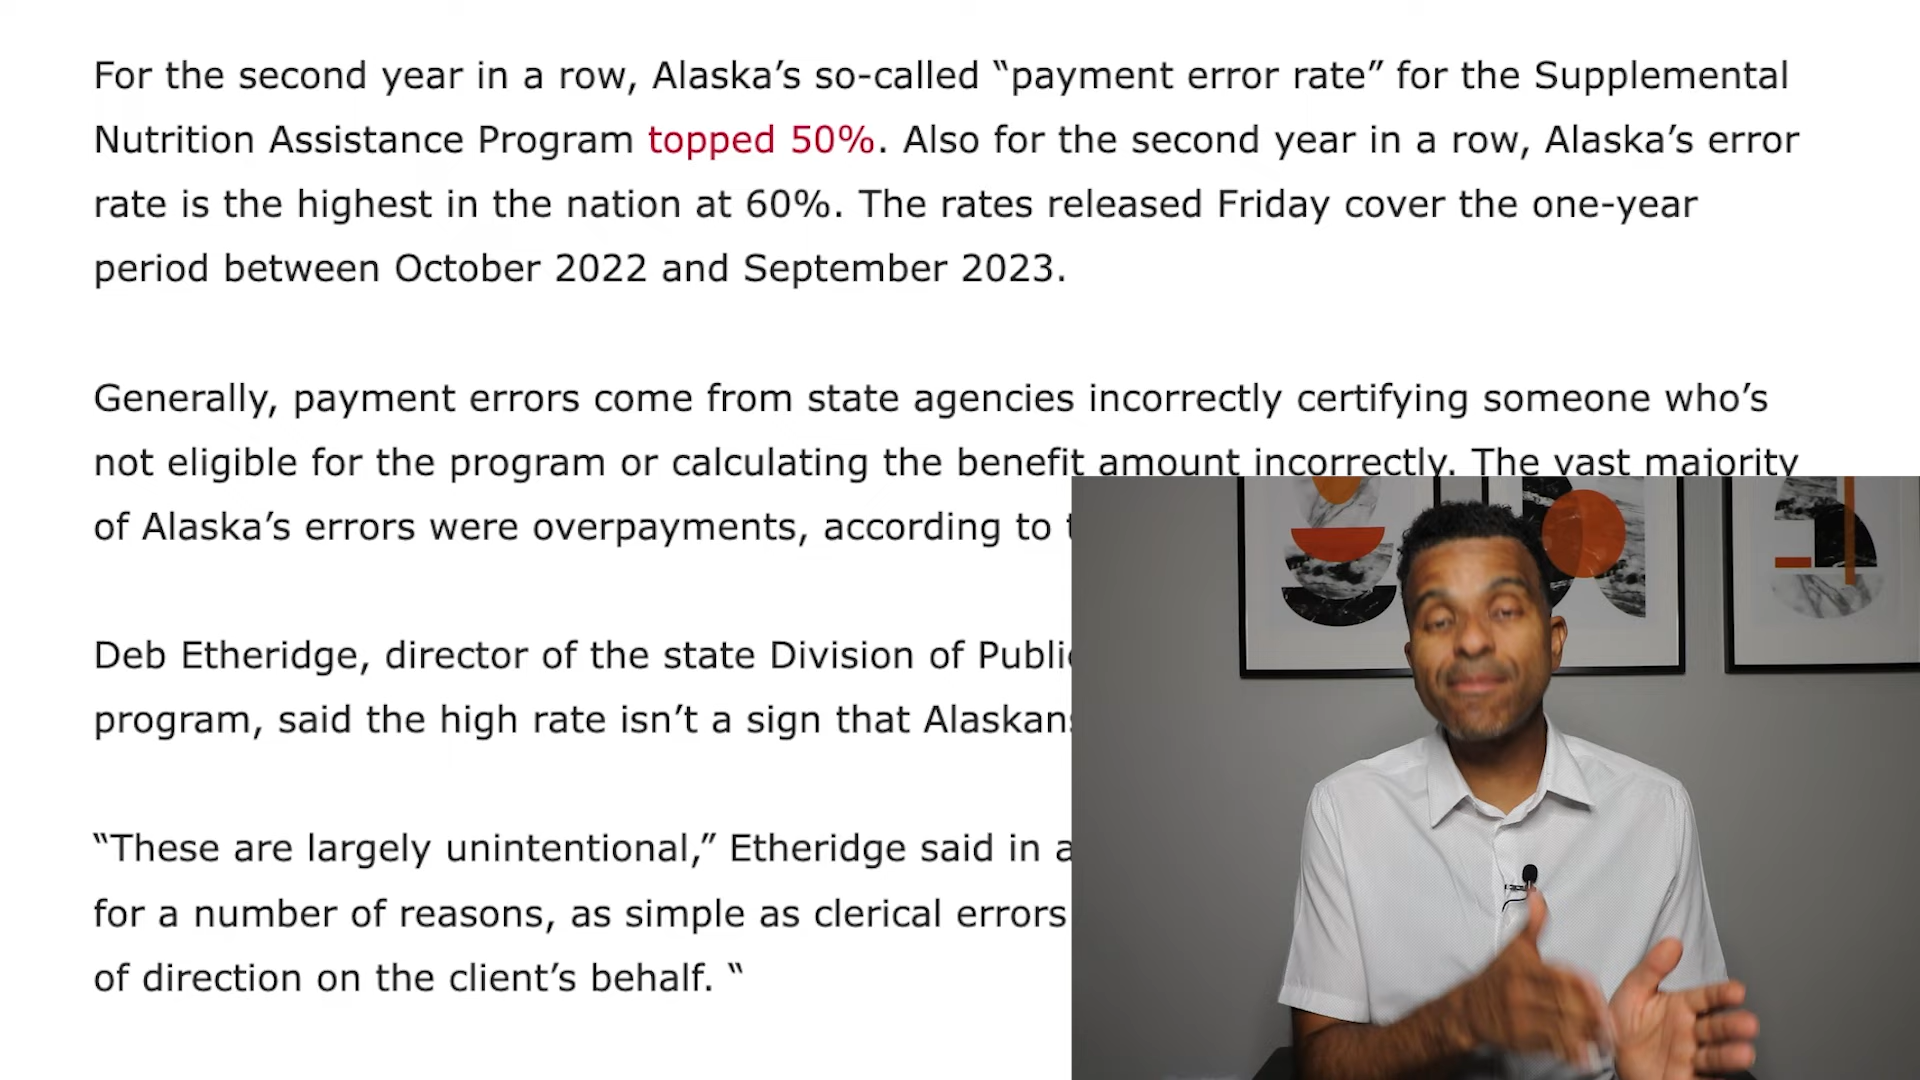 For the second year in a row, Alaska’s so-called “payment error rate” for the Supplemental
Nutrition Assistance Program topped 50%. Also for the second year in a row, Alaska’s error
rate is the highest in the nation at 60%. The rates released Friday cover the one-year
period between October 2022 and September 2023.
Generally, payment errors come from state agencies incorrectly certifying someone who’s
not eligible for the program or calculating the benefit amount incorrectly. The vast majority
of Alaska’s errors were overpayments, according to
Deb Etheridge, director of the state Division of
program, said the high rate isn’t a sign that
“These are largely unintentional,” Etheridge said in
for a number of reasons, as simple as clerical errors
of direction on the client’s behalf. “